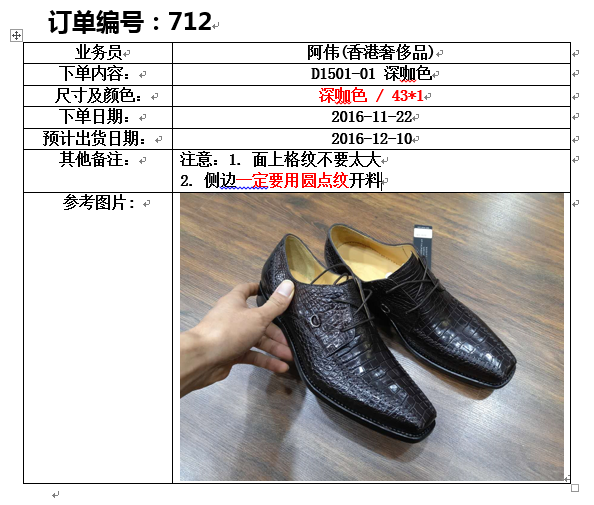 订单编号：712
业务员 阿伟(香港奢侈品)
下单内容： D1501-01 深咖色
尺寸及颜色： 深咖色 / 43*1
下单日期： 2016-11-22
预计出货日期： 2016-12-10
其他备注： 注意：1. 面上格纹不要太大
2. 侧边一定要用圆点纹开料
参考图片：